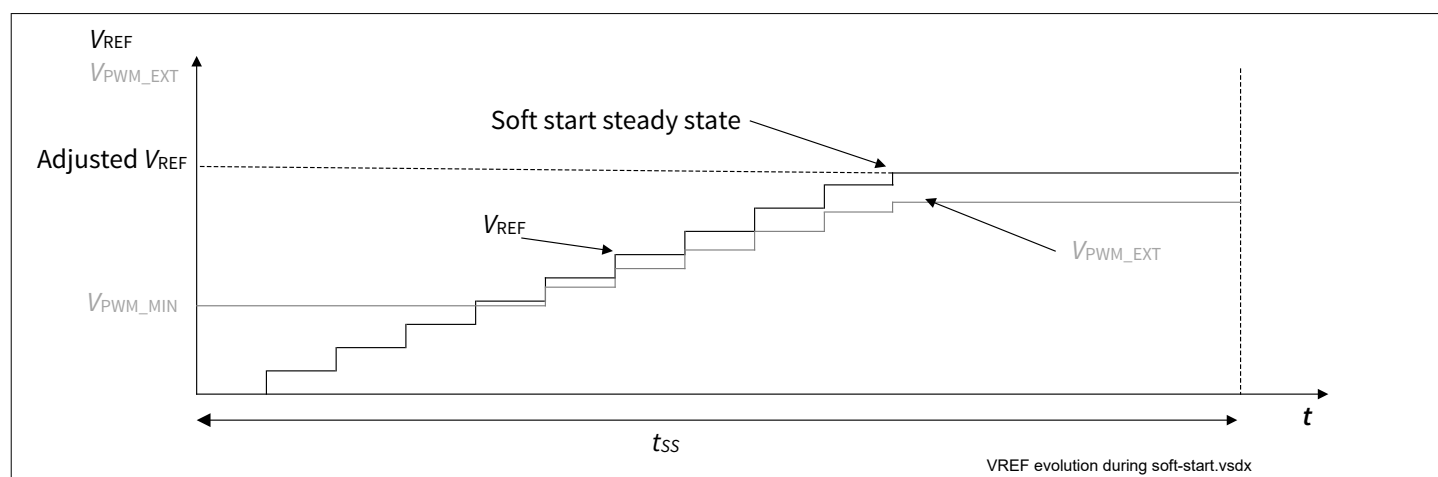 VREF
VPWM_EXT
Soft start steady state
Adjusted VREF
VREF
VPWM_EXT
VPWM_MIN
t
tSS
VREF evolution during soft-start.vsdx